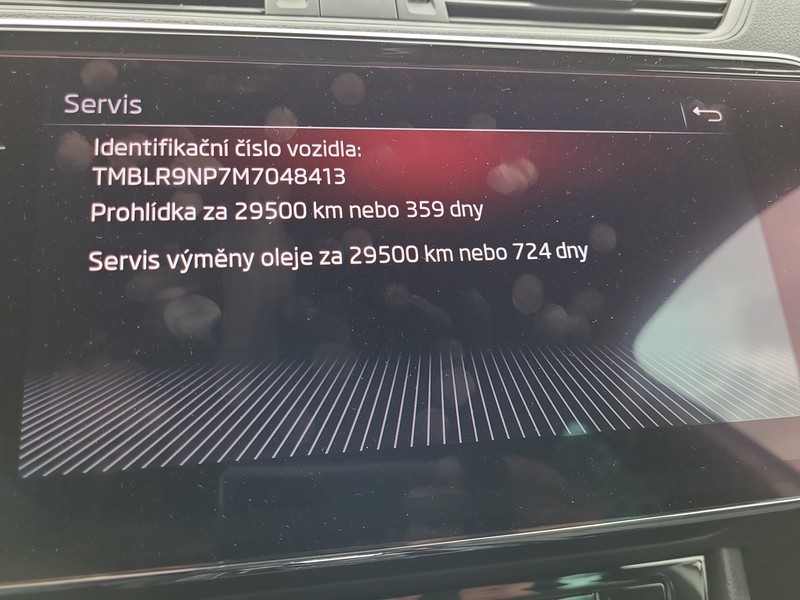 Servis
Identifikační číslo vozidla:
TMBLR9NP7M7048413
Prohlídka za 29500 km nebo 359 dny
Servis výměny oleje za 29500 km nebo 724 dny